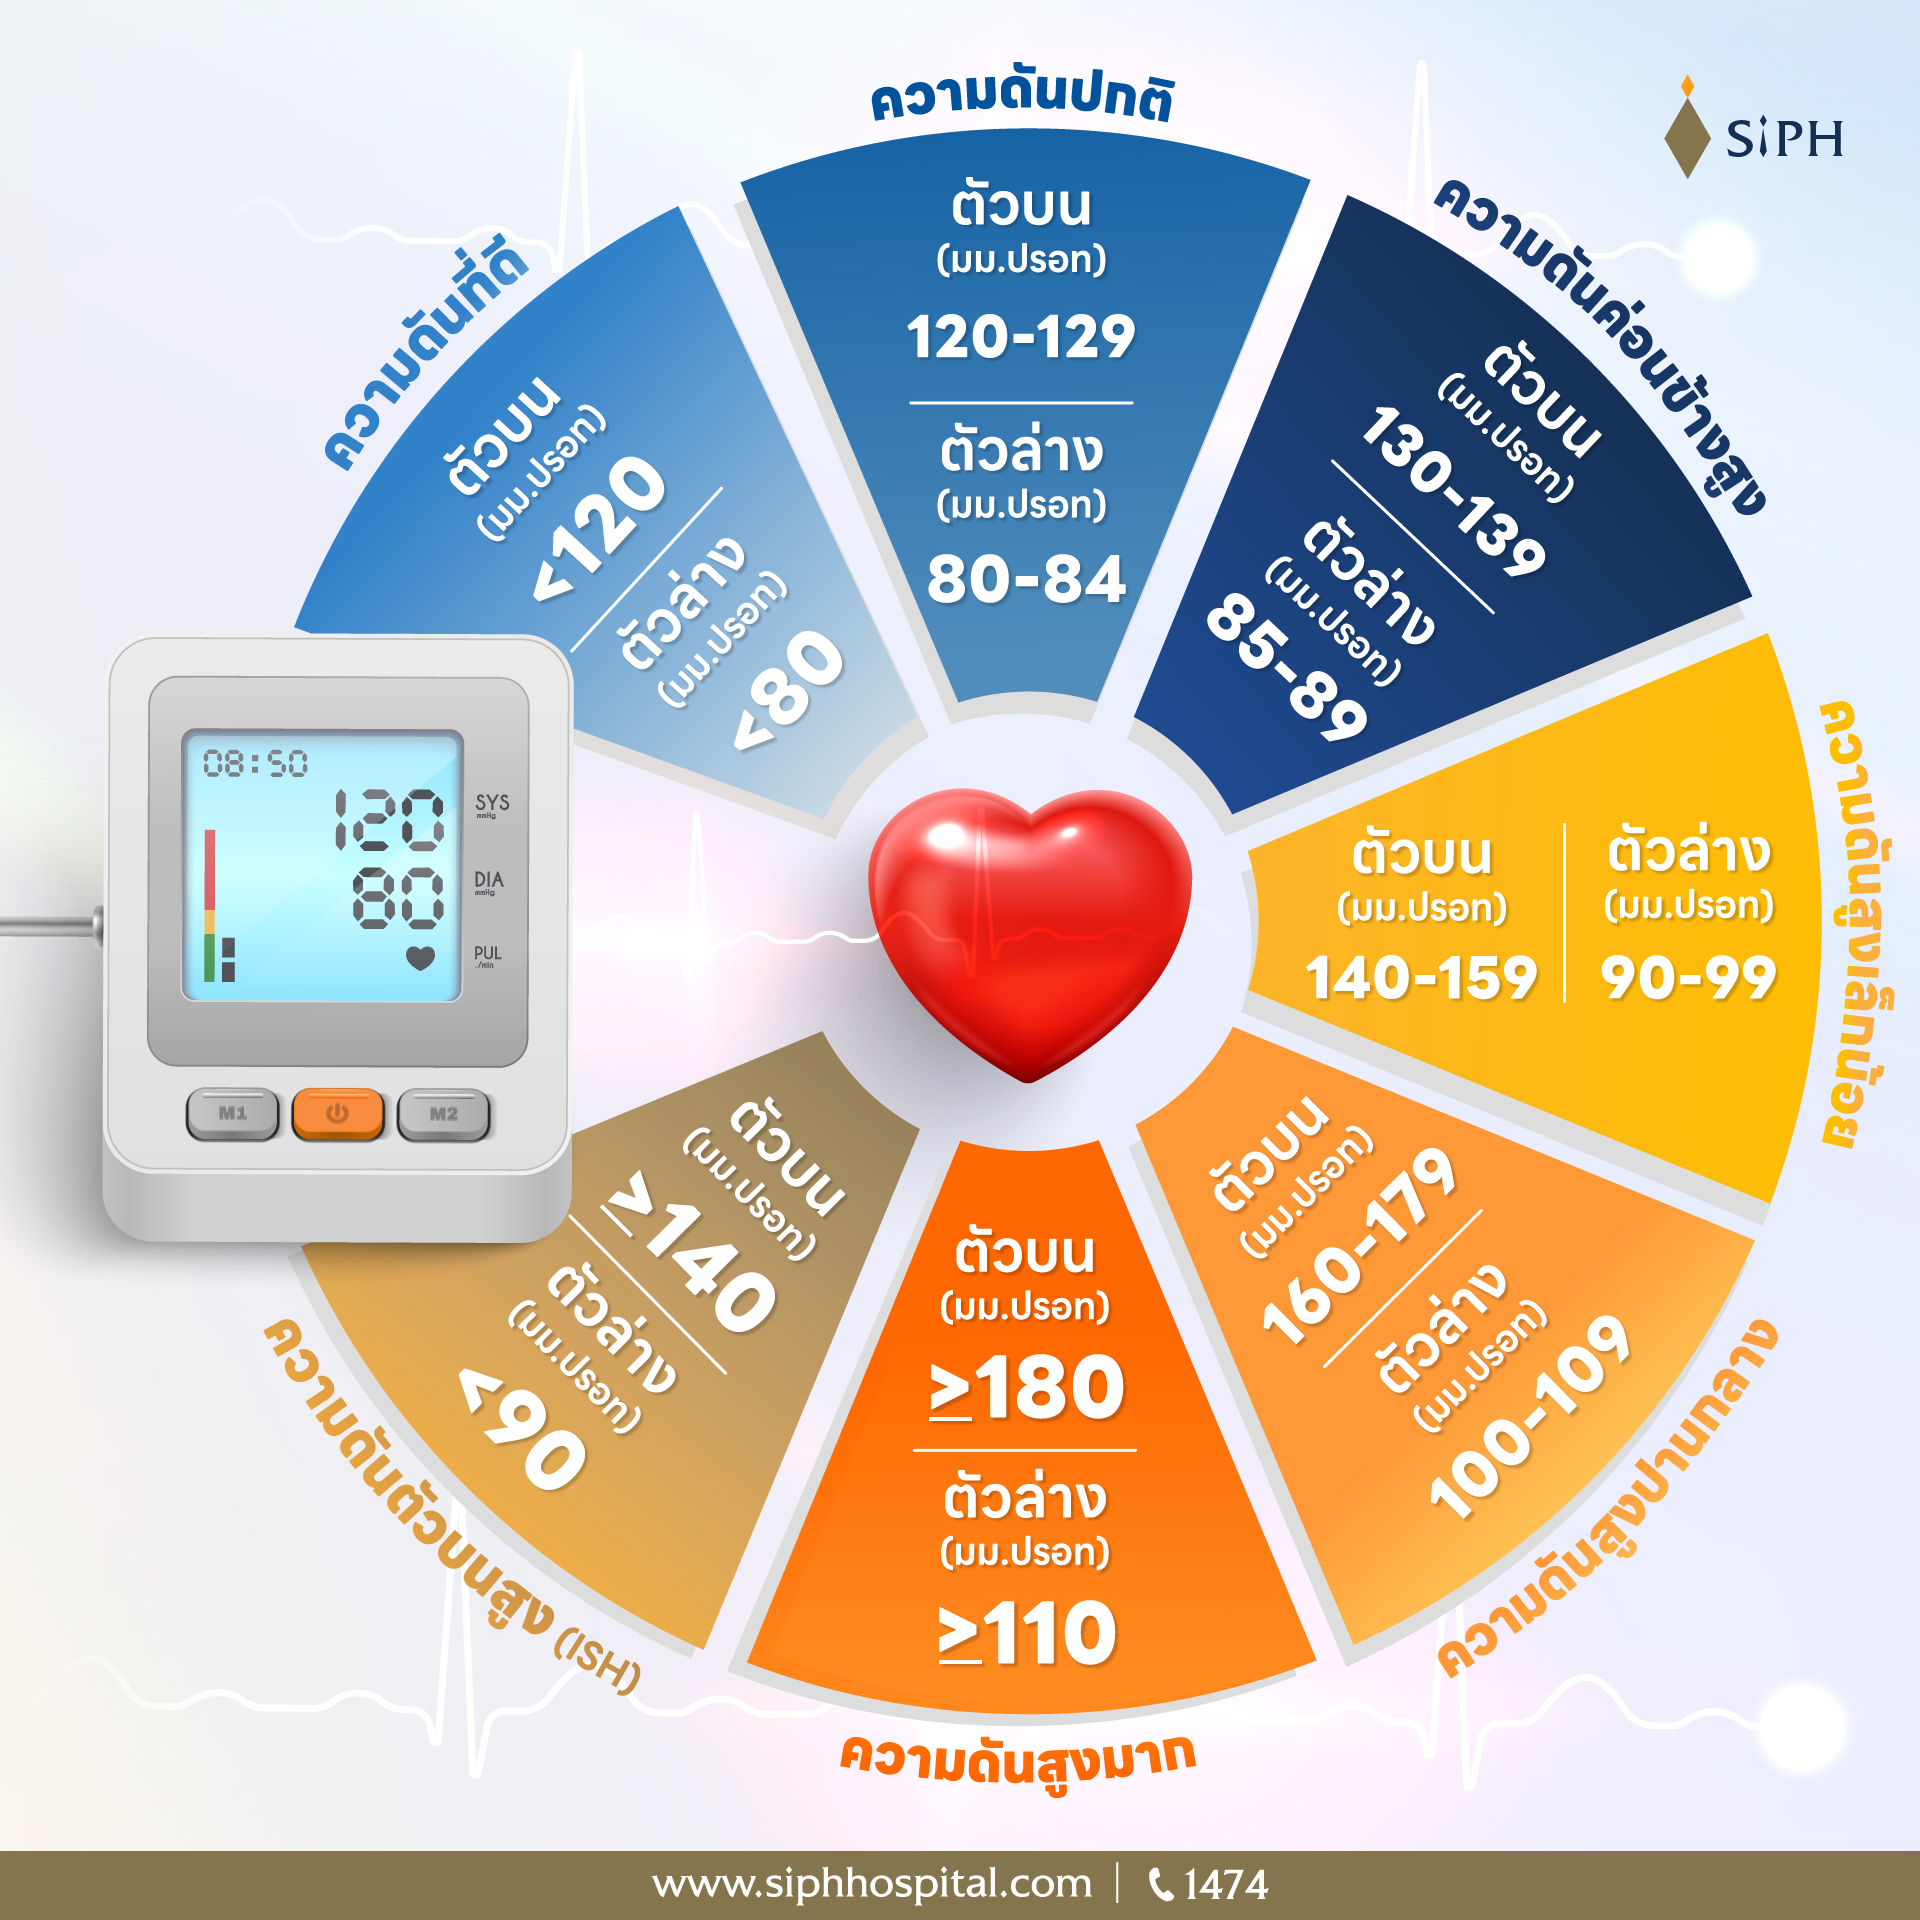 SiPH
ความดันที่ดี
ตัวบน
(มม.ปรอท)
<120
ตัวล่าง
(มม.ปรอท)
<80
ความดันปกติ
ตัวบน
(มม.ปรอท)
120-129
ตัวล่าง
(มม.ปรอท)
80-84
ความดันค่อนข้างสูง
ตัวบน
(มม.ปรอท)
130-139
ตัวล่าง
(มม.ปรอท)
85-89
ความดันสูงเล็กน้อย
ตัวบน
(มม.ปรอท)
140-159
ตัวล่าง
(มม.ปรอท)
90-99
ความดันสูงปานกลาง
ตัวบน
(มม.ปรอท)
160-179
ตัวล่าง
(มม.ปรอท)
100-109
ความดันสูงมาก
ตัวบน
(มม.ปรอท)
≥180
ตัวล่าง
(มม.ปรอท)
≥110
ความดันตัวบนสูง (ISH)
ตัวบน
(มม.ปรอท)
≥140
ตัวล่าง
(มม.ปรอท)
<90
08:50
120 SYS
mmHg
80 DIA
mmHg
PUL
./min
M1 M2
www.siphhospital.com | 1474